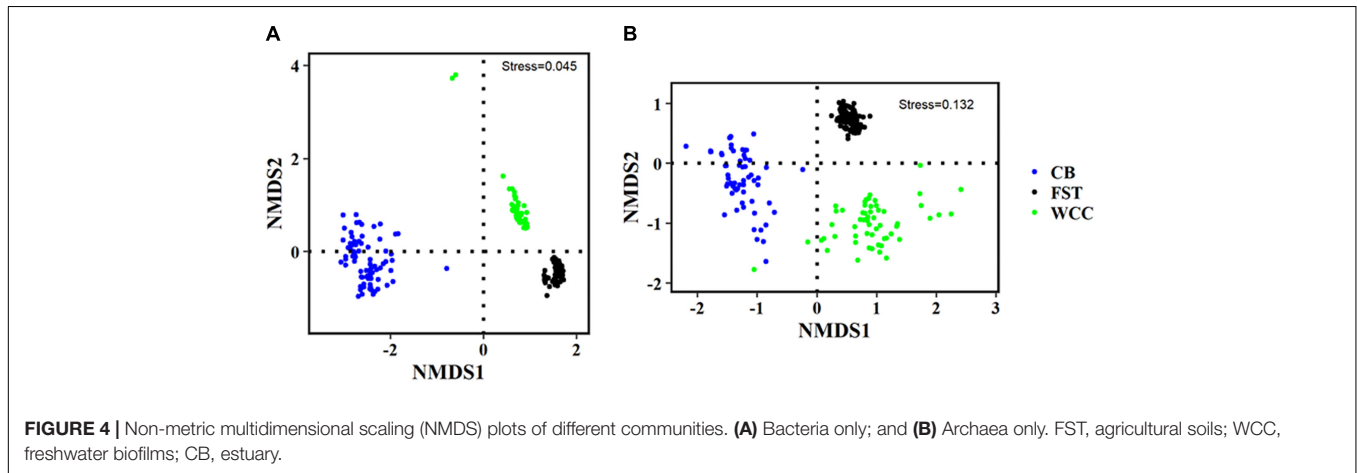 A
Stress=0.045
4
2
0
-2
0
2
NMDS2
NMDS1
B
Stress=0.132
1
0
-1
-2
-2
-1
0
1
2
3
NMDS2
NMDS1
CB
FST
WCC
FIGURE 4 | Non-metric multidimensional scaling (NMDS) plots of different communities. (A) Bacteria only; and (B) Archaea only. FST, agricultural soils; WCC,
freshwater biofilms; CB, estuary.